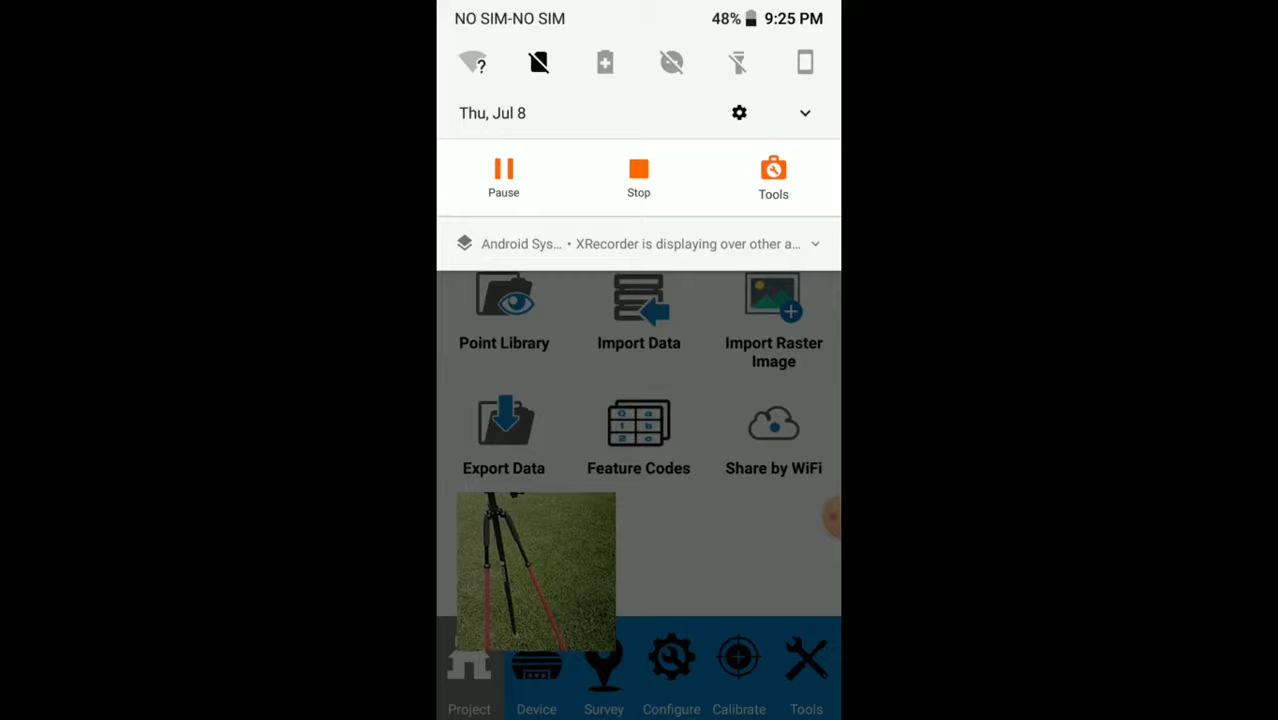 NO SIM-NO SIM 48% 9:25 PM
Thu, Jul 8
Pause Stop Tools
Android Sys... • XRecorder is displaying over other a...
Point Library Import Data Import Raster Image
Export Data Feature Codes Share by WiFi
Project Device Survey Configure Calibrate Tools